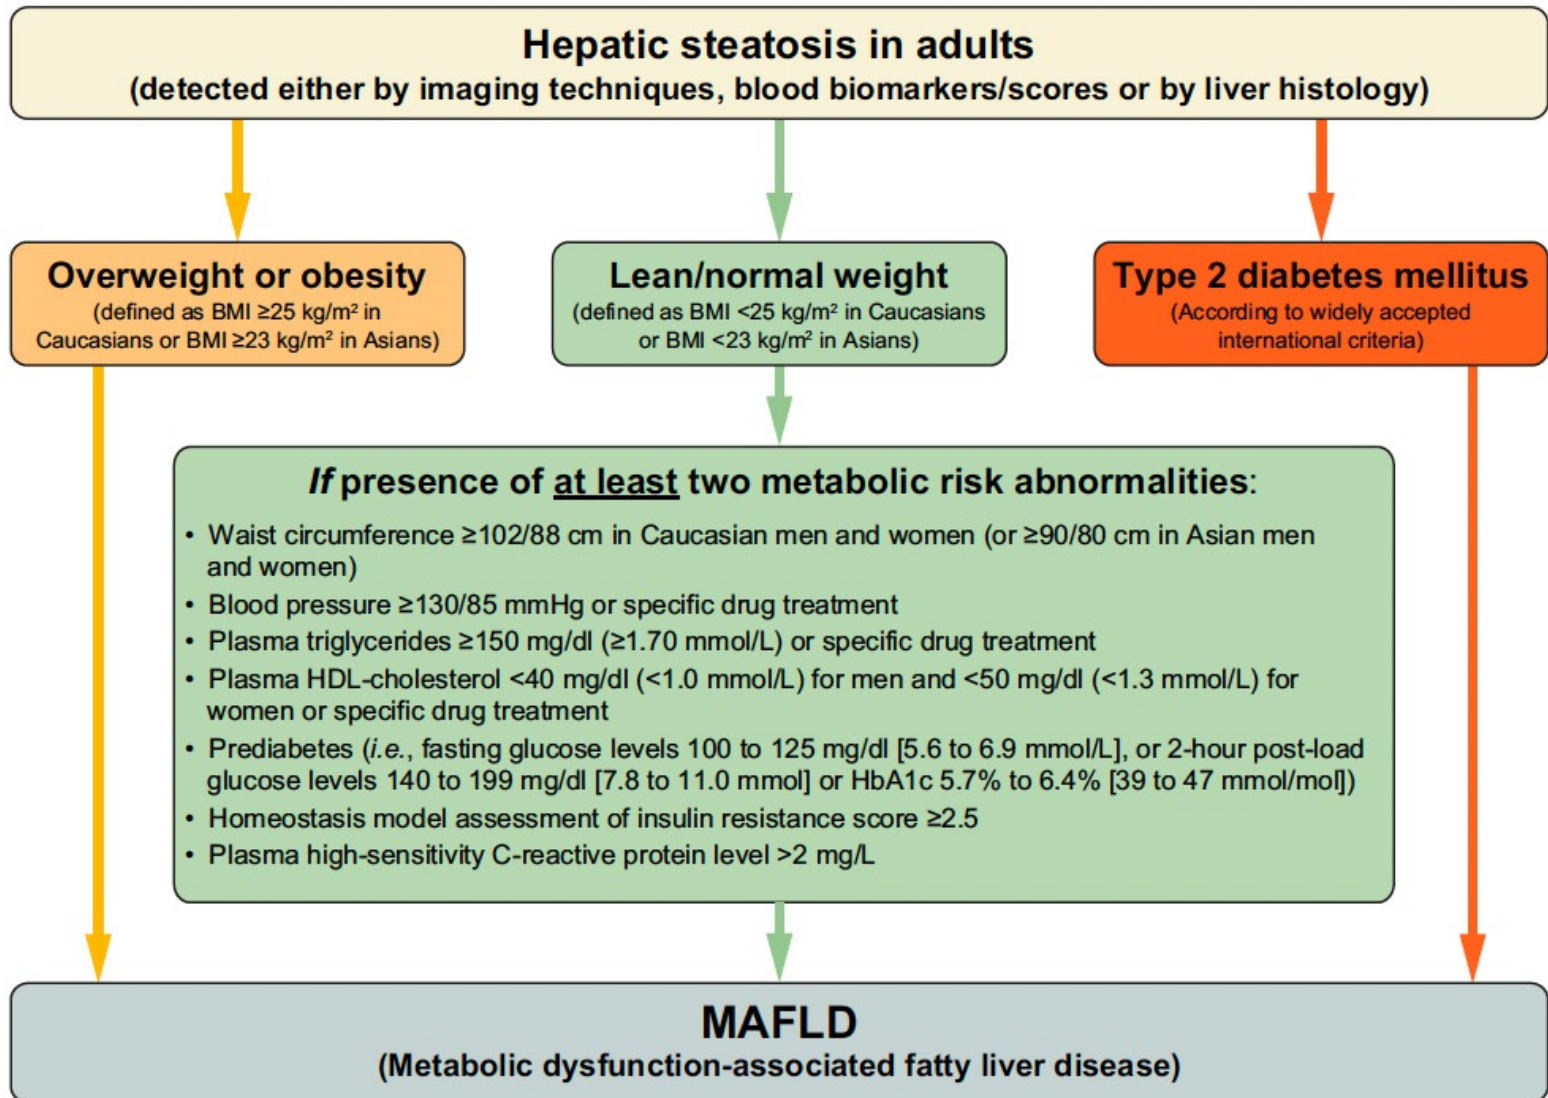 Hepatic steatosis in adults
(detected either by imaging techniques, blood biomarkers/scores or by liver histology)
Overweight or obesity
(defined as BMI ≥25 kg/m² in
Caucasians or BMI ≥23 kg/m² in Asians)
Lean/normal weight
(defined as BMI <25 kg/m² in Caucasians
or BMI <23 kg/m² in Asians)
Type 2 diabetes mellitus
(According to widely accepted
international criteria)
If presence of at least two metabolic risk abnormalities:
• Waist circumference ≥102/88 cm in Caucasian men and women (or ≥90/80 cm in Asian men
and women)
• Blood pressure ≥130/85 mmHg or specific drug treatment
• Plasma triglycerides ≥150 mg/dl (≥1.70 mmol/L) or specific drug treatment
• Plasma HDL-cholesterol <40 mg/dl (<1.0 mmol/L) for men and <50 mg/dl (<1.3 mmol/L) for
women or specific drug treatment
• Prediabetes (i.e., fasting glucose levels 100 to 125 mg/dl [5.6 to 6.9 mmol/L], or 2-hour post-load
glucose levels 140 to 199 mg/dl [7.8 to 11.0 mmol] or HbA1c 5.7% to 6.4% [39 to 47 mmol/mol])
• Homeostasis model assessment of insulin resistance score ≥2.5
• Plasma high-sensitivity C-reactive protein level >2 mg/L
MAFLD
(Metabolic dysfunction-associated fatty liver disease)